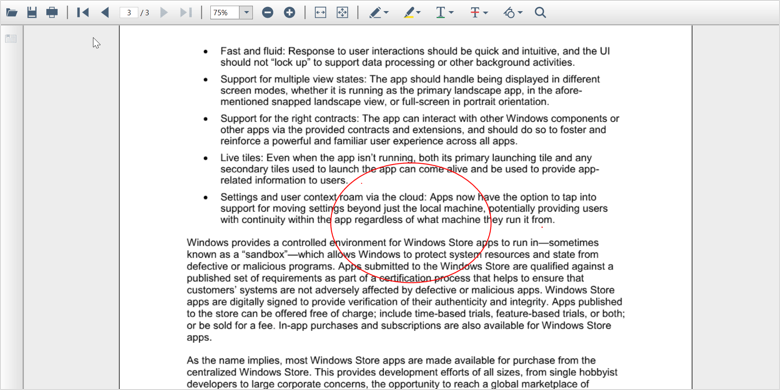 3 / 3
75%
• Fast and fluid: Response to user interactions should be quick and intuitive, and the UI
should not “lock up” to support data processing or other background activities.
• Support for multiple view states: The app should handle being displayed in different
screen modes, whether it is running as the primary landscape app, in the afore-
mentioned snapped landscape view, or full-screen in portrait orientation.
• Support for the right contracts: The app can interact with other Windows components or
other apps via the provided contracts and extensions, and should do so to foster and
reinforce a powerful and familiar user experience across all apps.
• Live tiles: Even when the app isn’t running, both its primary launching tile and any
secondary tiles used to launch the app can come alive and be used to provide app-
related information to users.
• Settings and user context roam via the cloud: Apps now have the option to tap into
support for moving settings beyond just the local machine, potentially providing users
with continuity within the app regardless of what machine they run it from.
Windows provides a controlled environment for Windows Store apps to run in—sometimes
known as a “sandbox”—which allows Windows to protect system resources and state from
defective or malicious programs. Apps submitted to the Windows Store are qualified against a
published set of requirements as part of a certification process that helps to ensure that
customers’ systems are not adversely affected by defective or malicious apps. Windows Store
apps are digitally signed to provide verification of their authenticity and integrity. Apps published
to the store can be offered free of charge; include time-based trials, feature-based trials, or both;
or be sold for a fee. In-app purchases and subscriptions are also available for Windows Store
apps.
As the name implies, most Windows Store apps are made available for purchase from the
centralized Windows Store. This provides development efforts of all sizes, from single hobbyist
developers to large corporate concerns, the opportunity to reach a global marketplace of